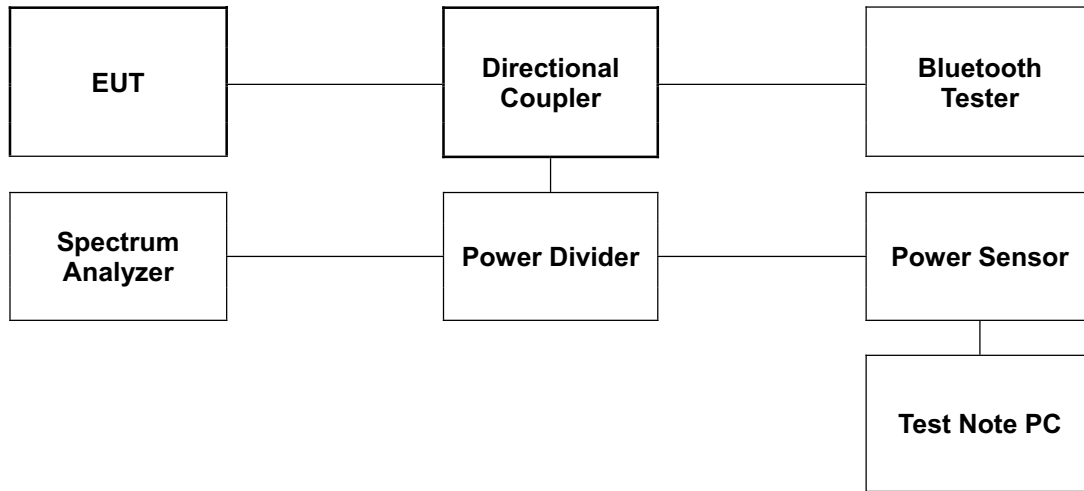 EUT
Directional
Coupler
Bluetooth
Tester
Spectrum
Analyzer
Power Divider
Power Sensor
Test Note PC